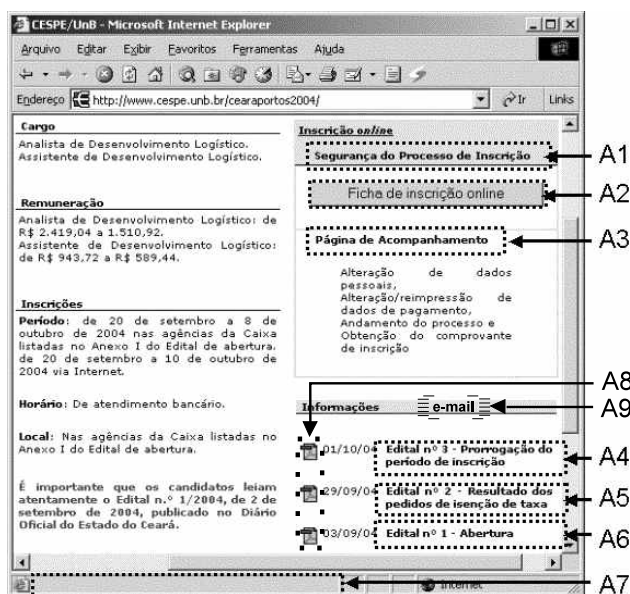 CESPE/UnB - Microsoft Internet Explorer
Arquivo Editar Exibir Favoritos Ferramentas Ajuda
Endereço http://www.cespe.unb.br/cearaportos2004/ Ir Links
Cargo
Analista de Desenvolvimento Logístico.
Assistente de Desenvolvimento Logístico.
Remuneração
Analista de Desenvolvimento Logístico: de
R$ 2.419,04 a 1.510,92.
Assistente de Desenvolvimento Logístico:
de R$ 943,72 a R$ 589,44.
Inscrições
Período: de 20 de setembro a 8 de
outubro de 2004 nas agências da Caixa
listadas no Anexo I do Edital de abertura.
de 20 de setembro a 10 de outubro de
2004 via Internet.
Horário: De atendimento bancário.
Local: Nas agências da Caixa listadas no
Anexo I do Edital de abertura.
É importante que os candidatos leiam
atentamente o Edital n.º 1/2004, de 2 de
setembro de 2004, publicado no Diário
Oficial do Estado do Ceará.
Inscrição online
Segurança do Processo de Inscrição
Ficha de inscrição online
Página de Acompanhamento
Alteração de dados
pessoais,
Alteração/reimpressão de
dados de pagamento,
Andamento do processo e
Obtenção do comprovante
de inscrição
Informações e-mail
01/10/04 Edital nº 3 - Prorrogação do
período de inscrição
29/09/04 Edital nº 2 - Resultado dos
pedidos de isenção de taxa
03/09/04 Edital nº 1 - Abertura
Internet
A1
A2
A3
A8
A9
A4
A5
A6
A7